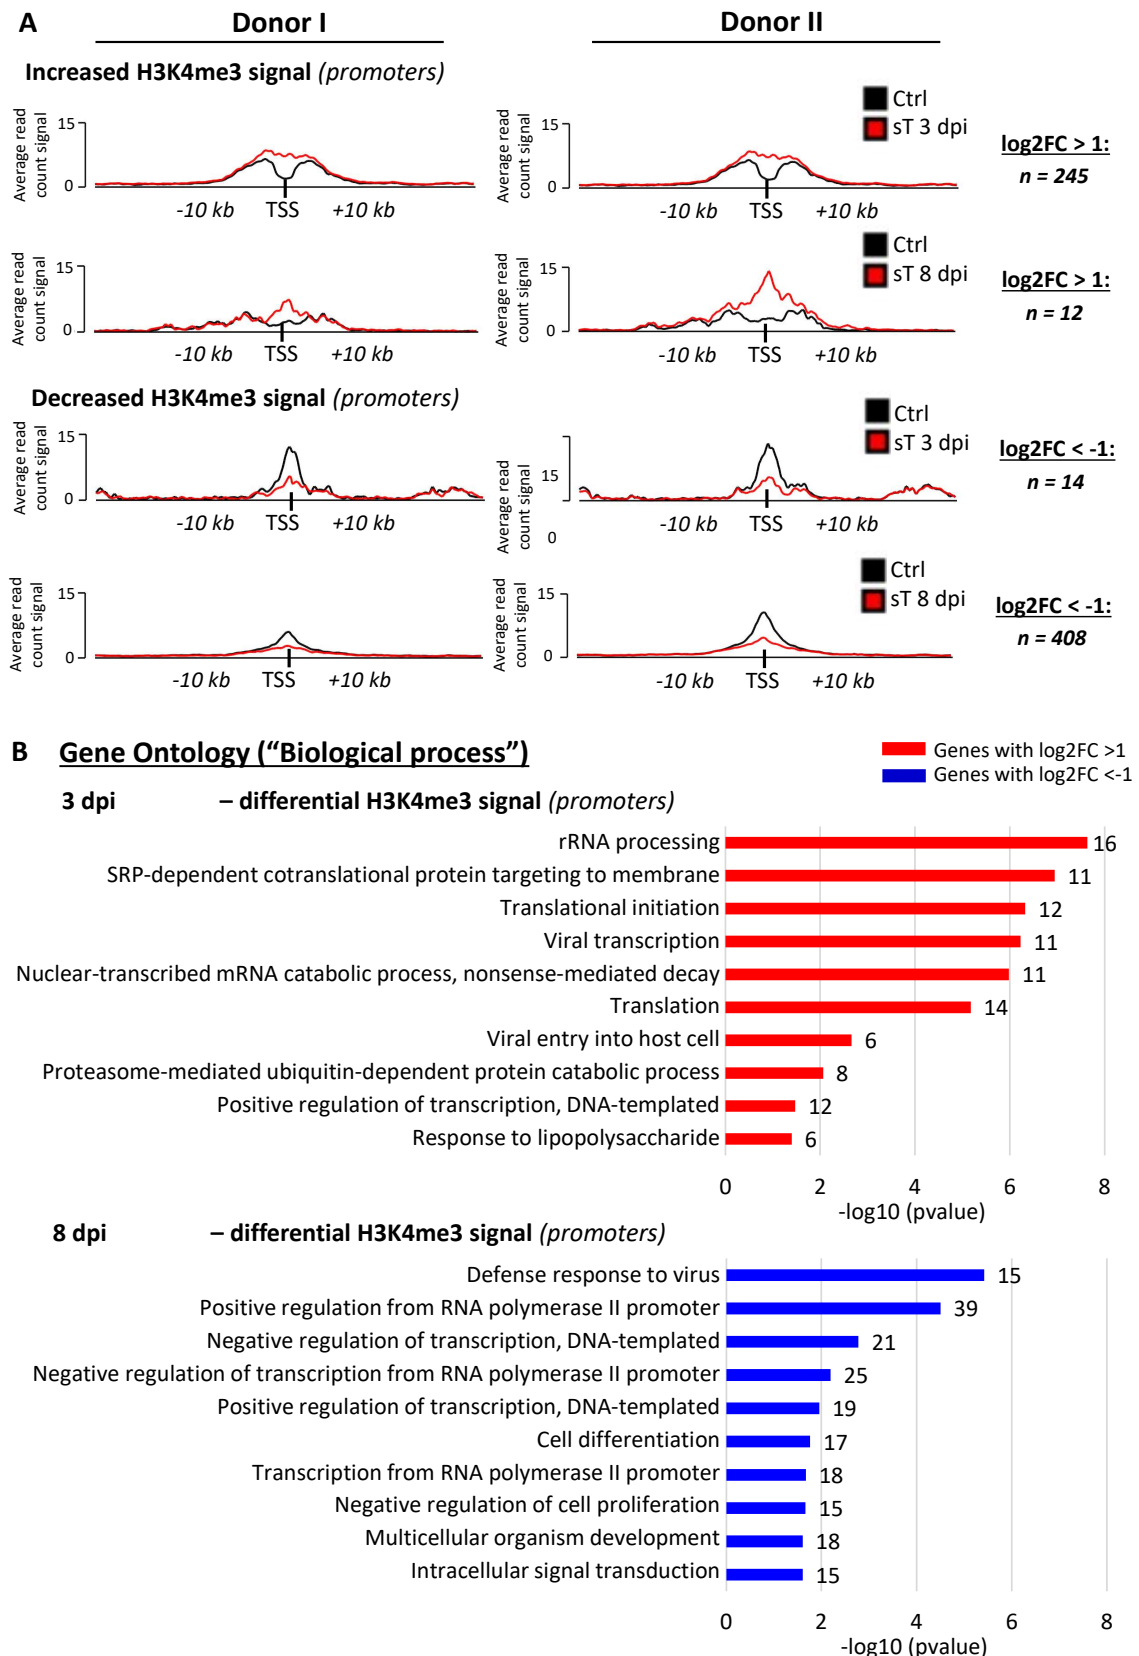 A
Donor I
Donor II
Increased H3K4me3 signal (promoters)
Average read
count signal
15
0
-10 kb
TSS
+10 kb
Average read
count signal
15
0
-10 kb
TSS
+10 kb
Ctrl
sT 3 dpi
log2FC > 1:
n = 245
Average read
count signal
15
0
-10 kb
TSS
+10 kb
Average read
count signal
15
0
-10 kb
TSS
+10 kb
Ctrl
sT 8 dpi
log2FC > 1:
n = 12
Decreased H3K4me3 signal (promoters)
Average read
count signal
15
0
-10 kb
TSS
+10 kb
Average read
count signal
15
0
-10 kb
TSS
+10 kb
Ctrl
sT 3 dpi
log2FC < -1:
n = 14
Average read
count signal
15
0
-10 kb
TSS
+10 kb
Average read
count signal
15
0
-10 kb
TSS
+10 kb
Ctrl
sT 8 dpi
log2FC < -1:
n = 408
B
Gene Ontology (“Biological process”)
Genes with log2FC >1
Genes with log2FC <-1
3 dpi – differential H3K4me3 signal (promoters)
rRNA processing 16
SRP-dependent cotranslational protein targeting to membrane 11
Translational initiation 12
Viral transcription 11
Nuclear-transcribed mRNA catabolic process, nonsense-mediated decay 11
Translation 14
Viral entry into host cell 6
Proteasome-mediated ubiquitin-dependent protein catabolic process 8
Positive regulation of transcription, DNA-templated 12
Response to lipopolysaccharide 6
0 2 4 6 8
-log10 (pvalue)
8 dpi – differential H3K4me3 signal (promoters)
Defense response to virus 15
Positive regulation from RNA polymerase II promoter 39
Negative regulation of transcription, DNA-templated 21
Negative regulation of transcription from RNA polymerase II promoter 25
Positive regulation of transcription, DNA-templated 19
Cell differentiation 17
Transcription from RNA polymerase II promoter 18
Negative regulation of cell proliferation 15
Multicellular organism development 18
Intracellular signal transduction 15
0 2 4 6 8
-log10 (pvalue)